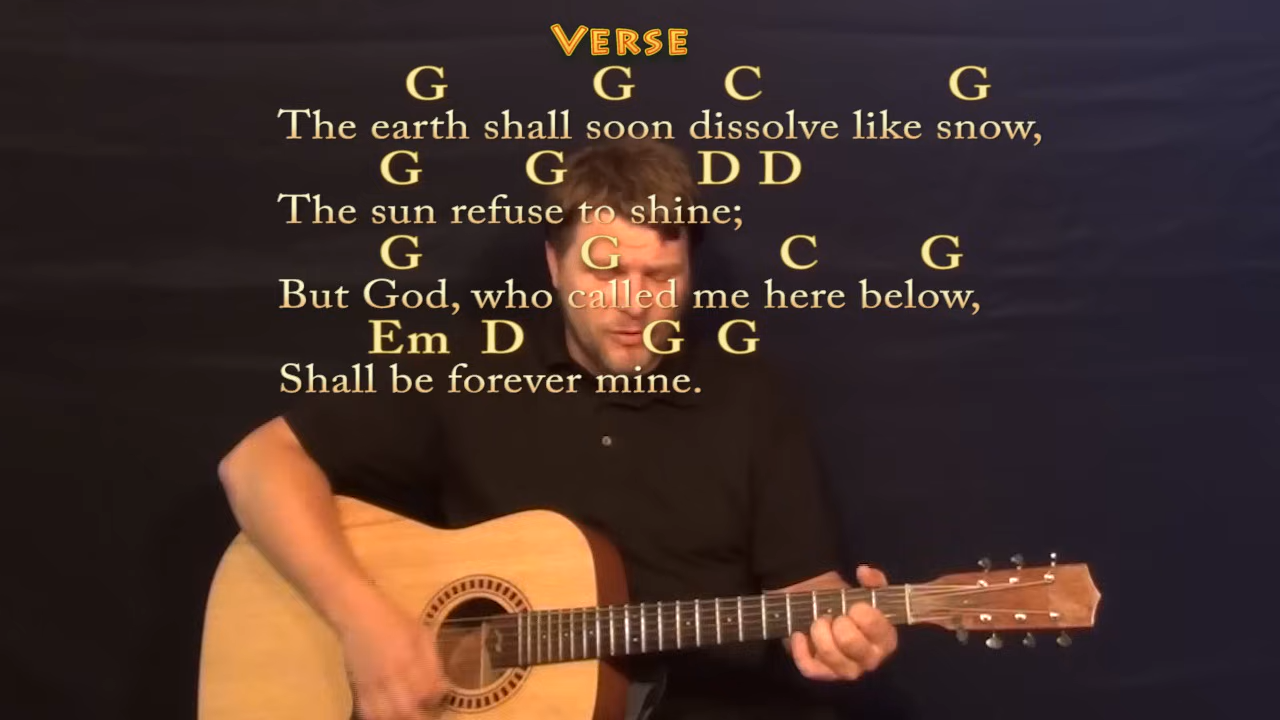 VERSE
G G C G
The earth shall soon dissolve like snow,
G G D D
The sun refuse to shine;
G G C G
But God, who called me here below,
Em D G G
Shall be forever mine.